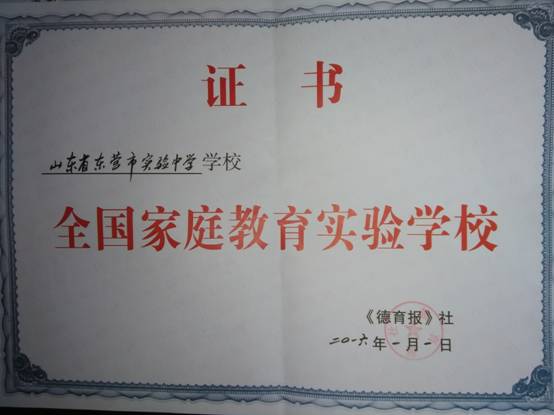 证 书
山东省东营市实验中学 学校
全国家庭教育实验学校
《德育报》社
二〇一六年一月一日